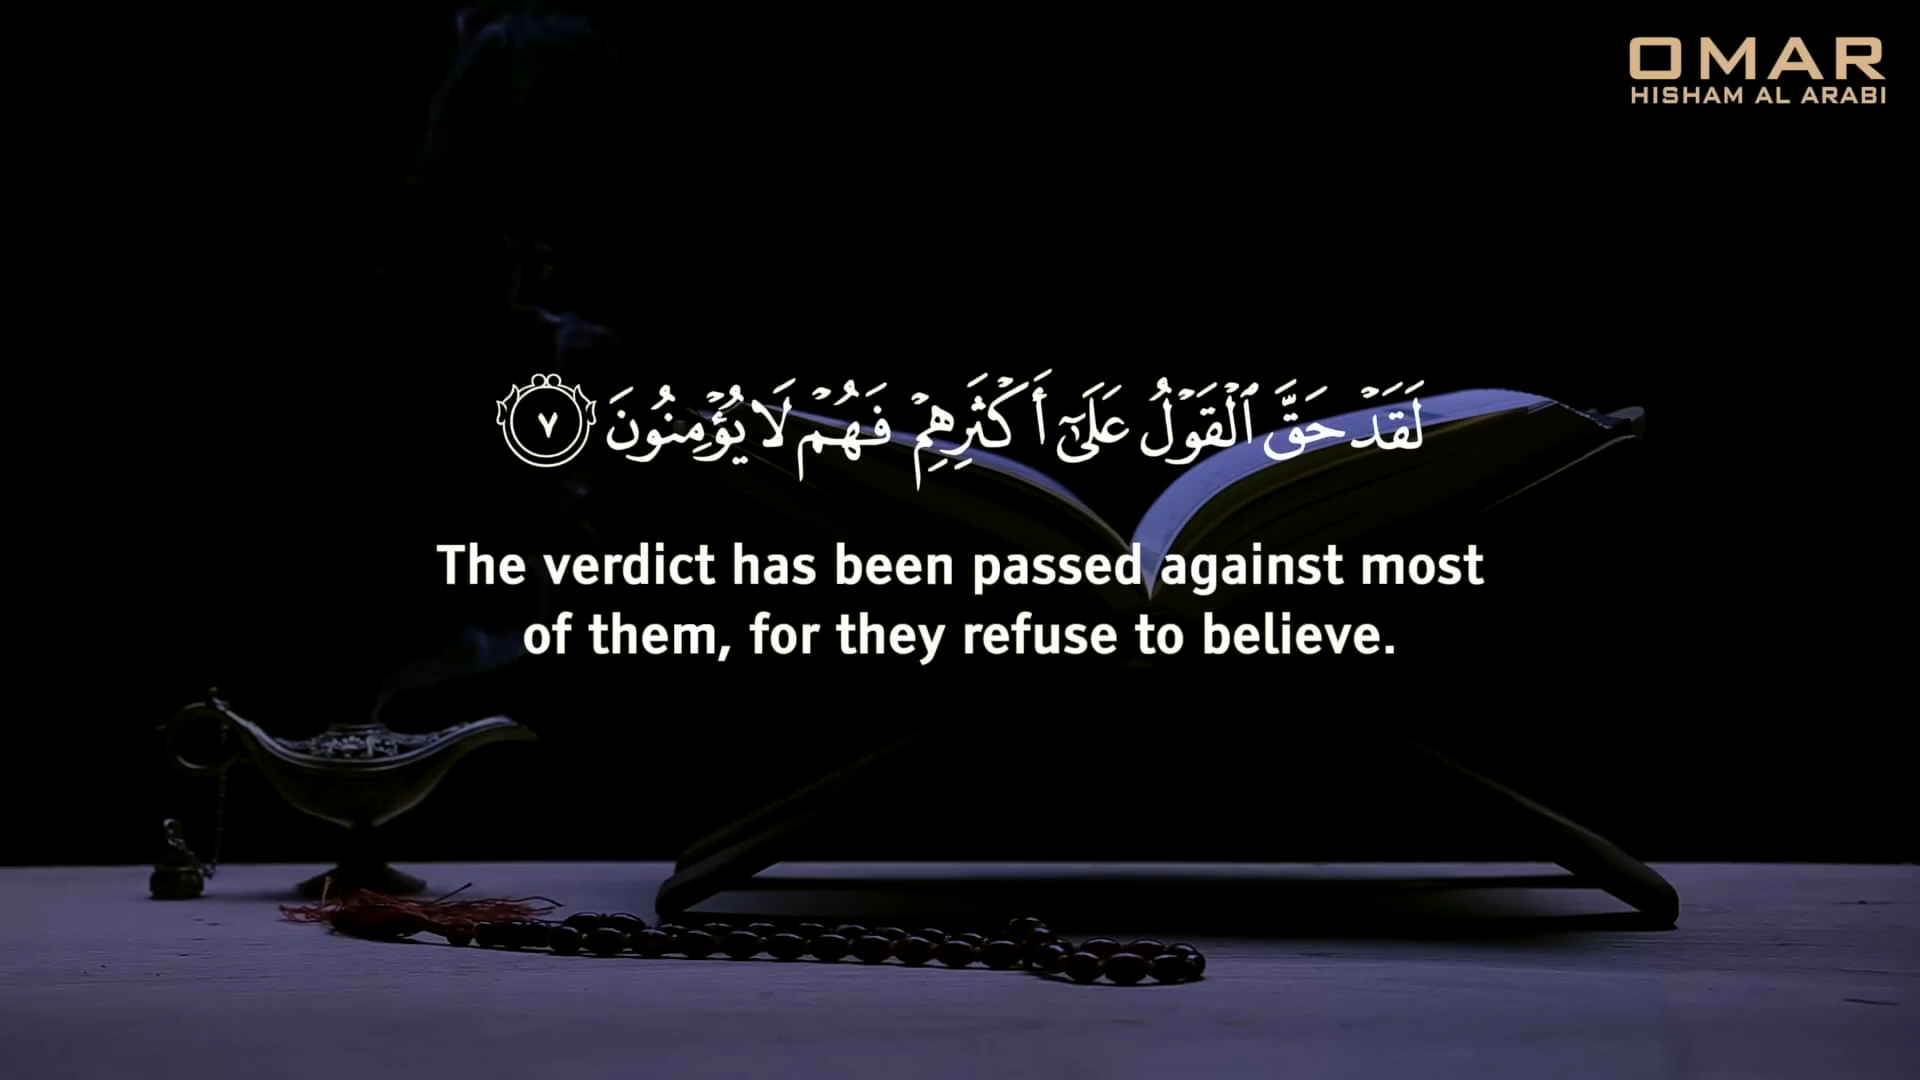 OMAR
HISHAM AL ARABI
لَقَدۡ حَقَّ ٱلۡقَوۡلُ عَلَىٰٓ أَكۡثَرِهِمۡ فَهُمۡ لَا يُؤۡمِنُونَ ٧
The verdict has been passed against most
of them, for they refuse to believe.